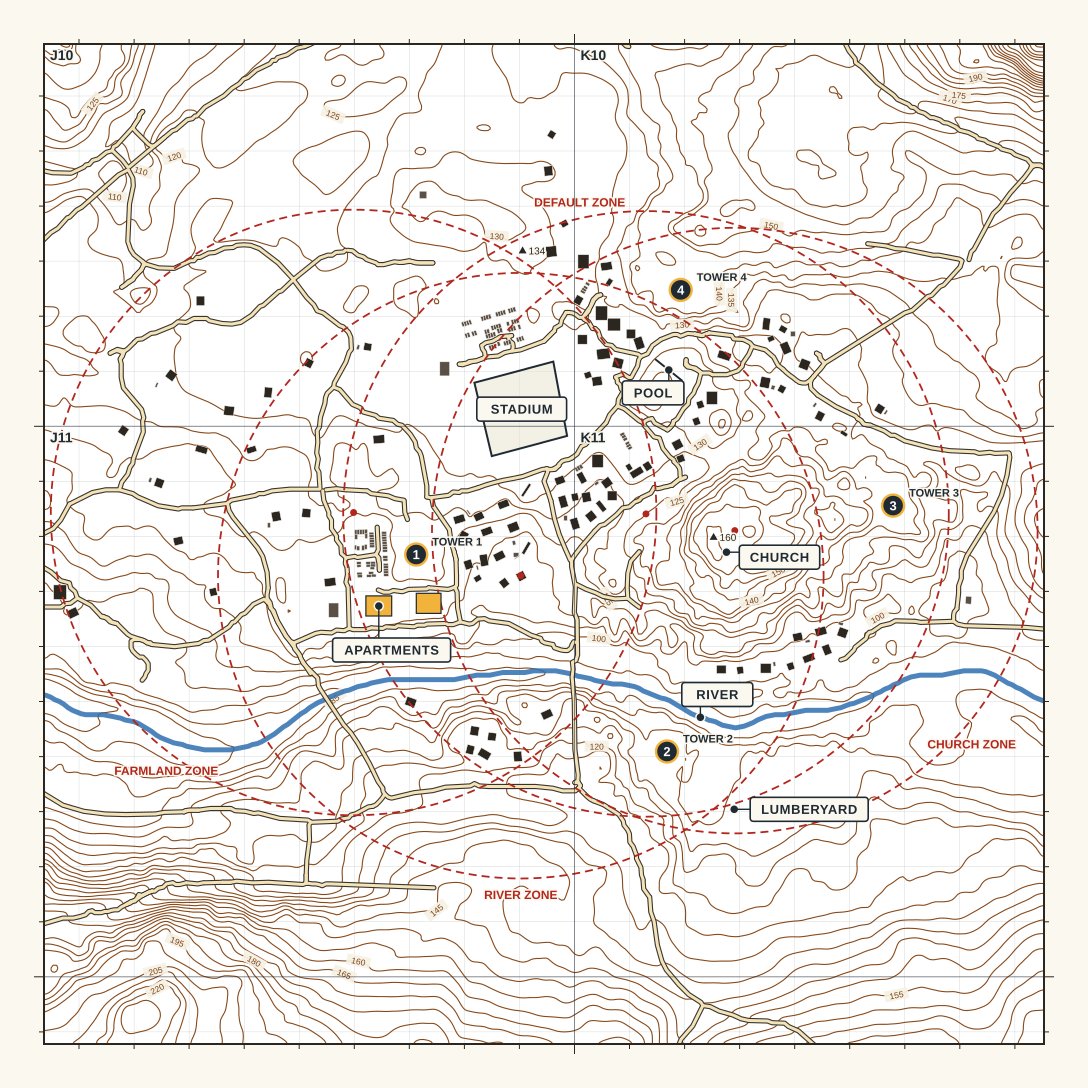 J10
K10
190
175
125
125
120
110
110
DEFAULT ZONE
150
130
134
TOWER 4
4
140
135
130
POOL
STADIUM
J11
K11
130
TOWER 3
3
125
160
TOWER 1
1
CHURCH
140
100
100
APARTMENTS
RIVER
TOWER 2
2
120
CHURCH ZONE
FARMLAND ZONE
LUMBERYARD
RIVER ZONE
145
195
180
160
165
205
220
155